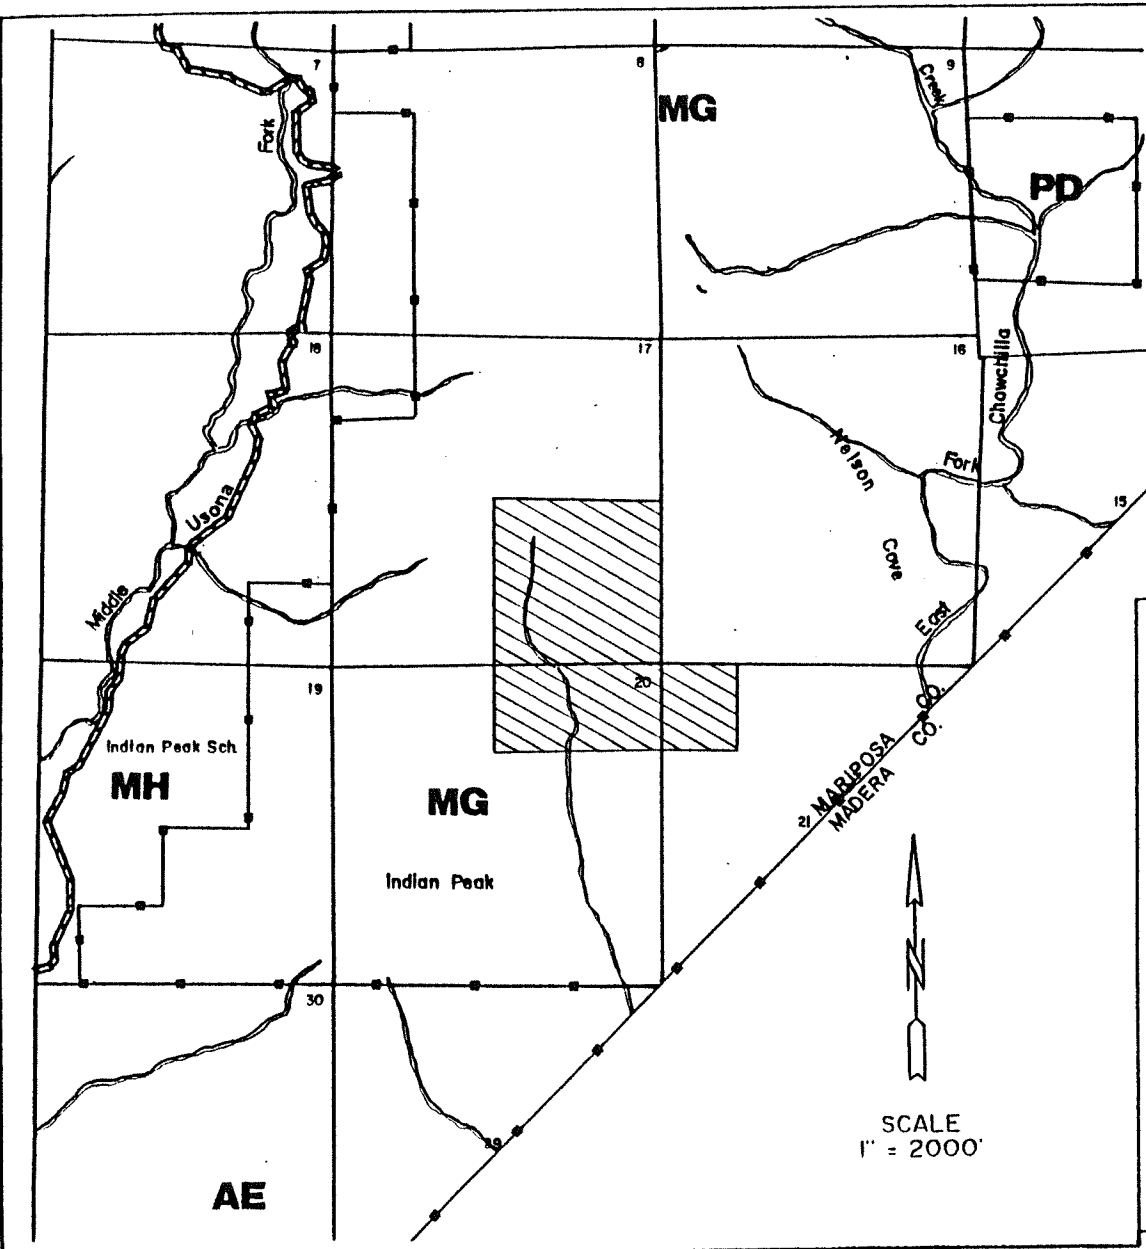 7
8
9
MG
Creek
Fork
PD
18
17
16
Chowchilla
Nelson
Fork
Usona
15
Cove
Middle
East
19
20
CO.
CO.
Indian Peak Sch.
MARIPOSA
MADERA
MH
MG
21
Indian Peak
N
30
SCALE
1" = 2000'
29
AE